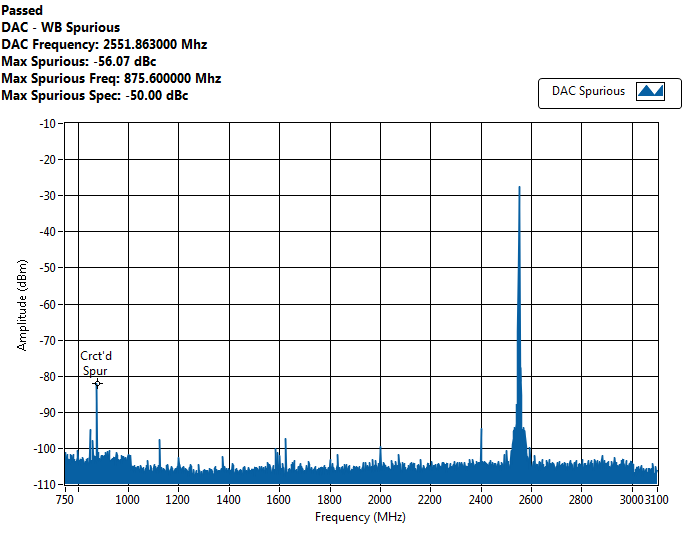 Passed
DAC - WB Spurious
DAC Frequency: 2551.863000 Mhz
Max Spurious: -56.07 dBc
Max Spurious Freq: 875.600000 Mhz
Max Spurious Spec: -50.00 dBc
DAC Spurious
-10
-20
-30
-40
-50
-60
-70
-80
-90
-100
-110
Amplitude (dBm)
Crct'd
Spur
750 1000 1200 1400 1600 1800 2000 2200 2400 2600 2800 3000 3100
Frequency (MHz)